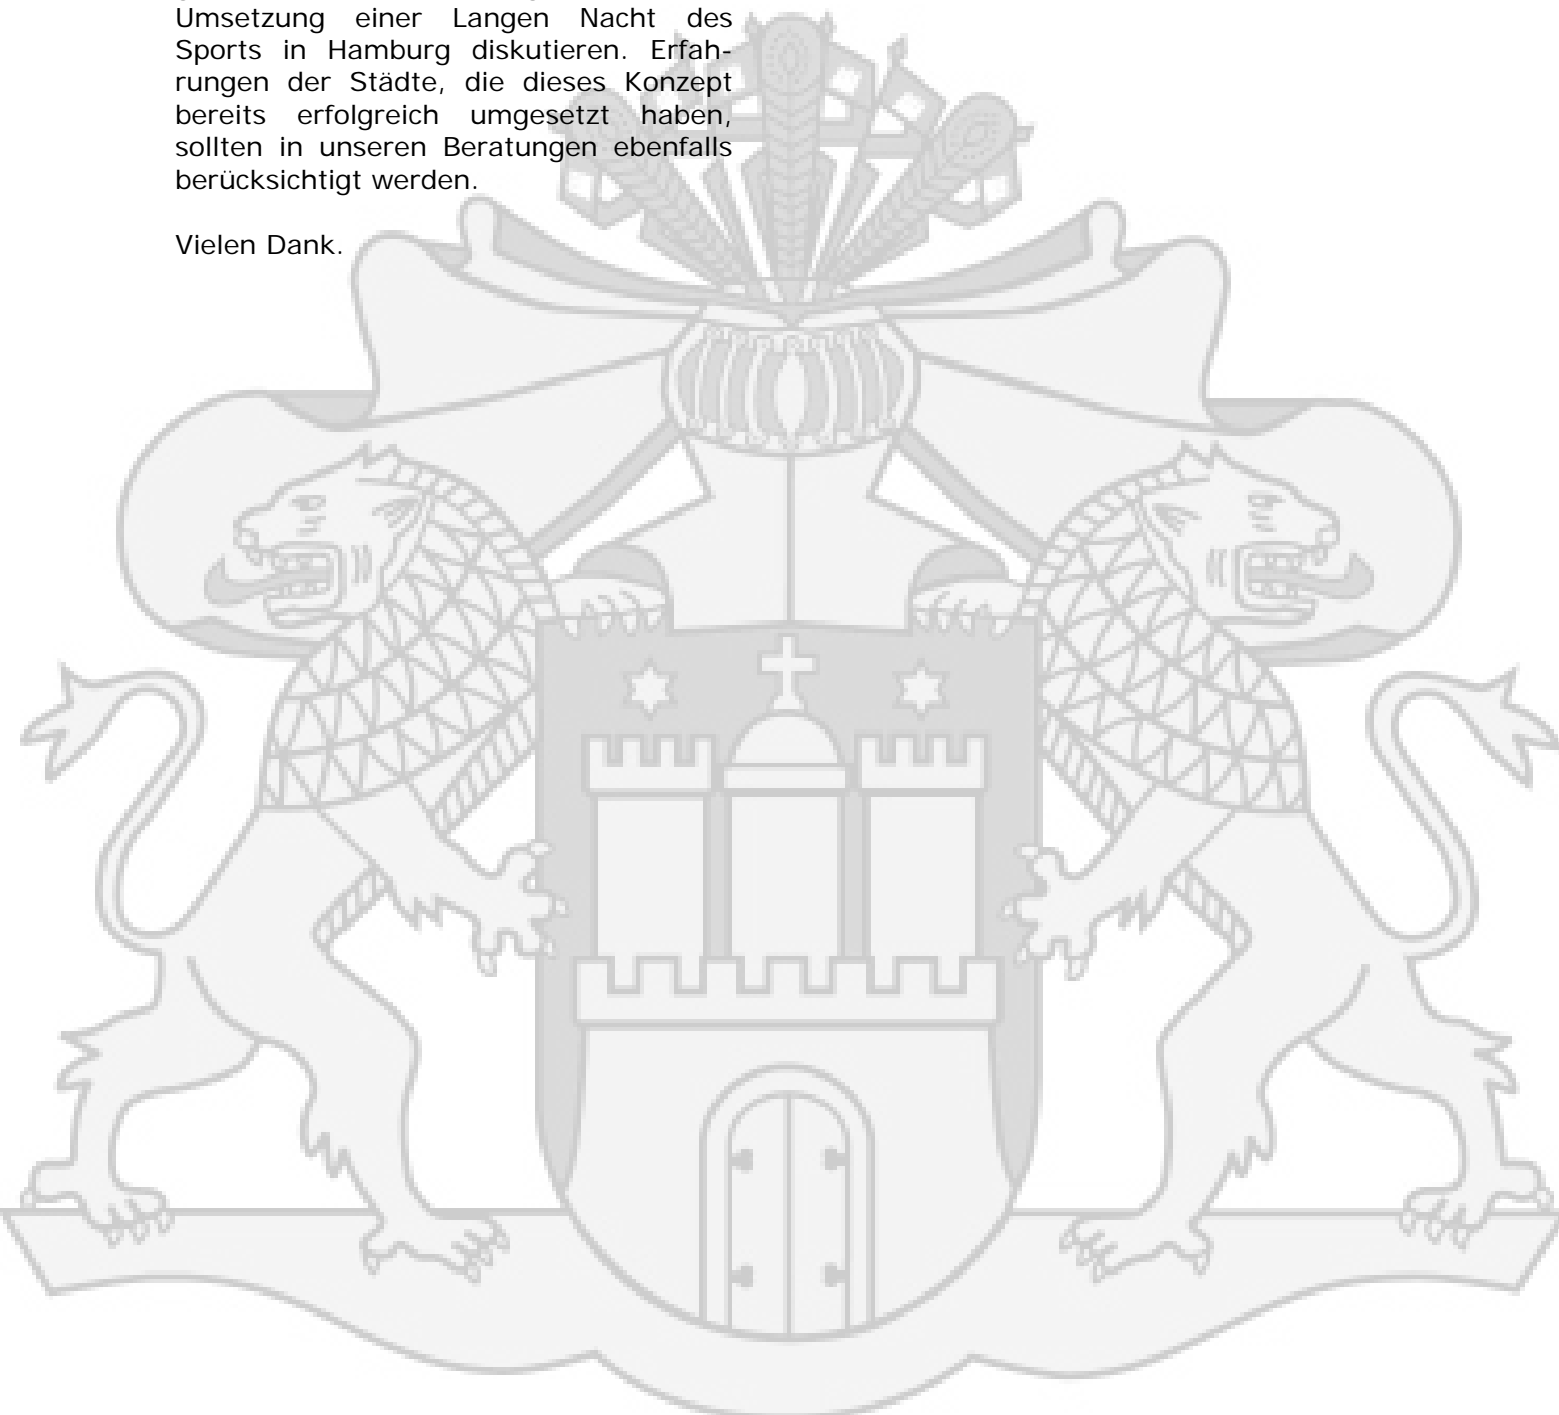 Umsetzung einer Langen Nacht des
Sports in Hamburg diskutieren. Erfah-
rungen der Städte, die dieses Konzept
bereits erfolgreich umgesetzt haben,
sollten in unseren Beratungen ebenfalls
berücksichtigt werden.
Vielen Dank.